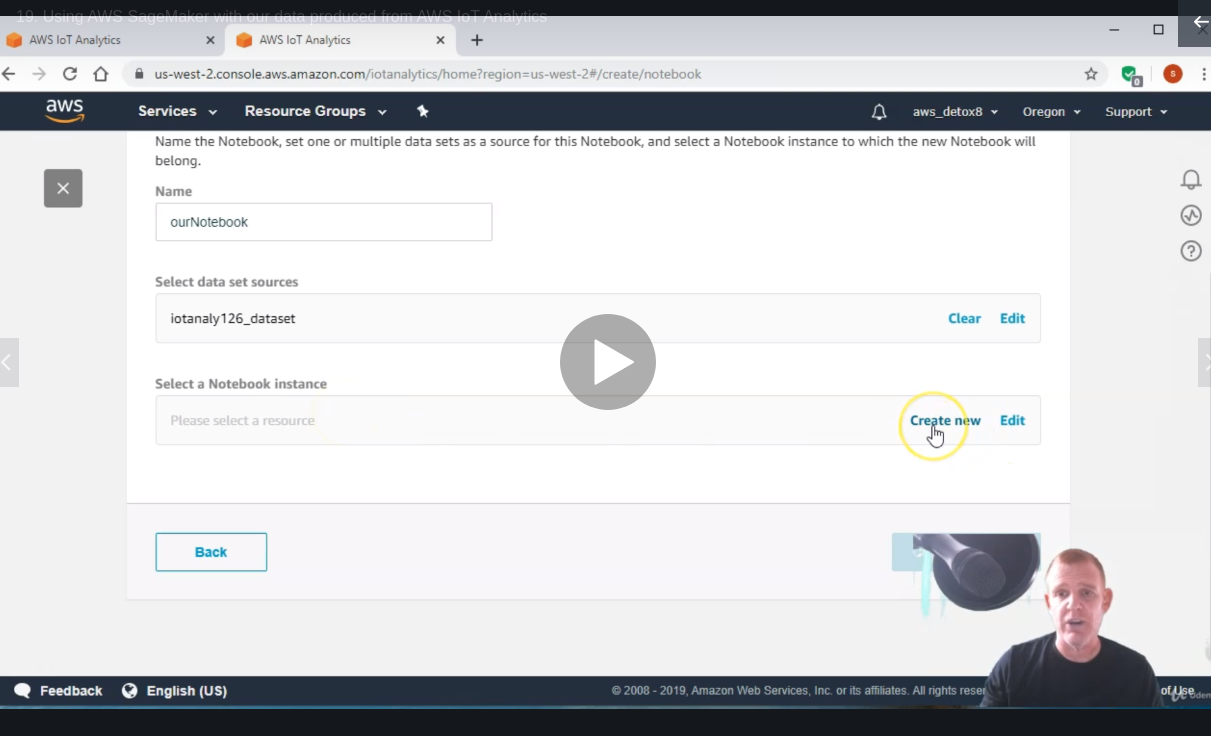 19. Using AWS SageMaker with our data produced from AWS IoT Analytics
AWS IoT Analytics
AWS IoT Analytics
us-west-2.console.aws.amazon.com/iotanalytics/home?region=us-west-2#/create/notebook
S
0
aws
Services
Resource Groups
aws_detox8
Oregon
Support
Name the Notebook, set one or multiple data sets as a source for this Notebook, and select a Notebook instance to which the new Notebook will
belong.
Name
ourNotebook
Select data set sources
iotanaly126_dataset Clear Edit
Select a Notebook instance
Please select a resource Create new Edit
Back
Feedback English (US) © 2008 - 2019, Amazon Web Services, Inc. or its affiliates. All rights reser of Use